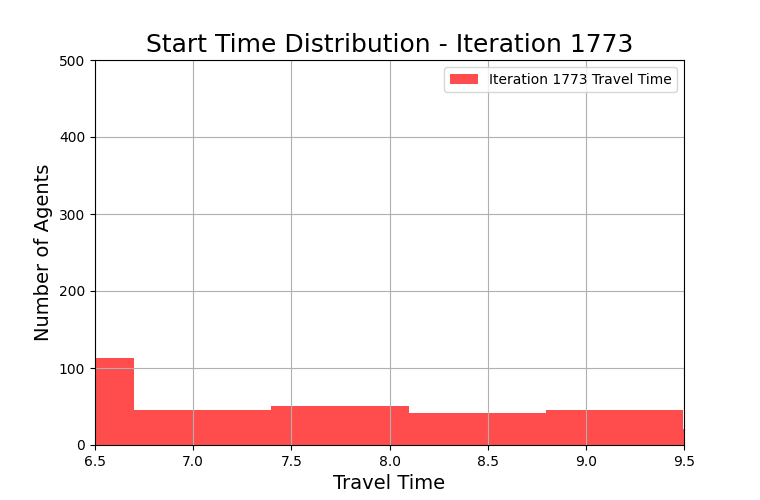 Start Time Distribution - Iteration 1773
Iteration 1773 Travel Time
Number of Agents
500
400
300
200
100
0
6.5 7.0 7.5 8.0 8.5 9.0 9.5
Travel Time